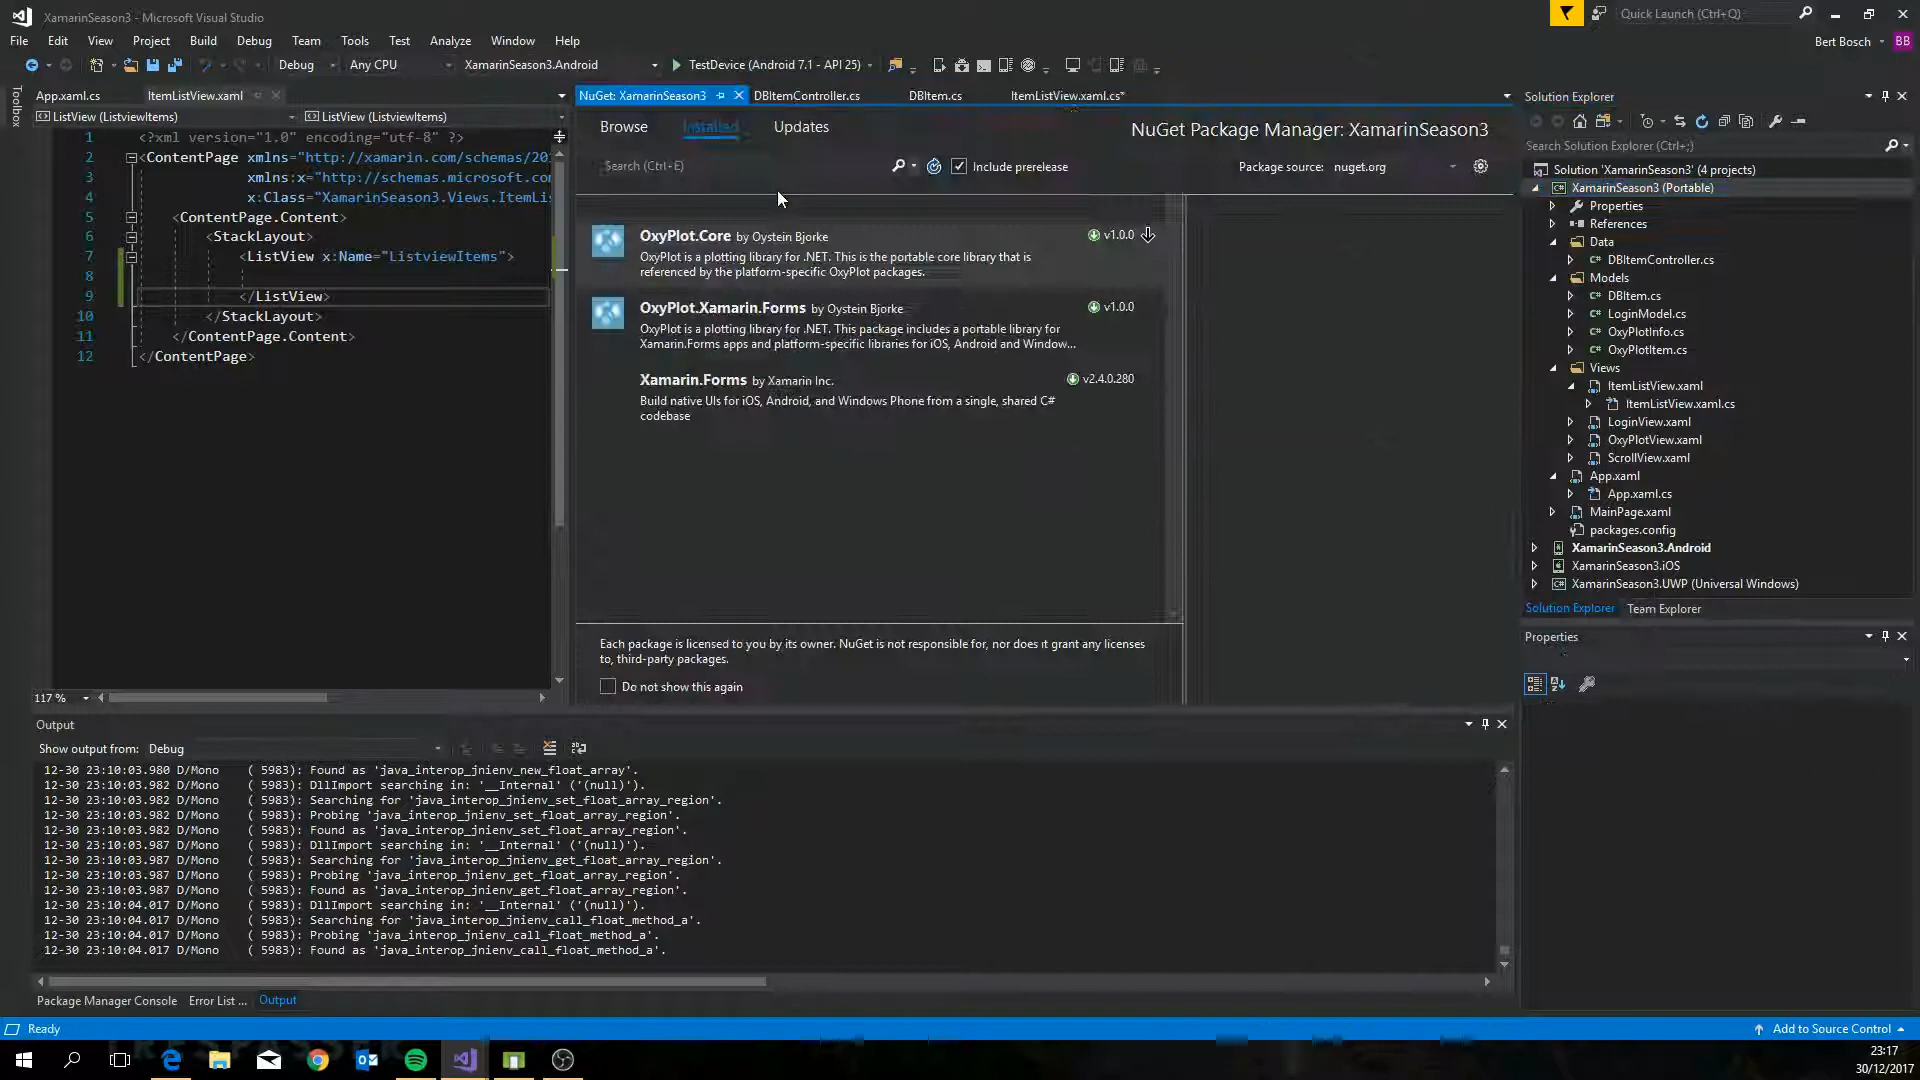 XamarinSeason3 - Microsoft Visual Studio
Quick Launch (Ctrl+Q)
File Edit View Project Build Debug Team Tools Test Analyze Window Help
Bert Bosch BB
Debug Any CPU XamarinSeason3.Android TestDevice (Android 7.1 - API 25)
Toolbox
App.xaml.cs ItemListView.xaml
ListView (ListviewItems) ListView (ListviewItems)
1 <?xml version="1.0" encoding="utf-8" ?>
2 <ContentPage xmlns="http://xamarin.com/schemas/20
3 xmlns:x="http://schemas.microsoft.co
4 x:Class="XamarinSeason3.Views.ItemLi
5 <ContentPage.Content>
6 <StackLayout>
7 <ListView x:Name="ListviewItems">
8
9 </ListView>
10 </StackLayout>
11 </ContentPage.Content>
12 </ContentPage>
117 %
NuGet: XamarinSeason3 DBItemController.cs DBItem.cs ItemListView.xaml.cs*
Browse Installed Updates
NuGet Package Manager: XamarinSeason3
Search (Ctrl+E)
Include prerelease
Package source: nuget.org
OxyPlot.Core by Oystein Bjorke v1.0.0
OxyPlot is a plotting library for .NET. This is the portable core library that is
referenced by the platform-specific OxyPlot packages.
OxyPlot.Xamarin.Forms by Oystein Bjorke v1.0.0
OxyPlot is a plotting library for .NET. This package includes a portable library for
Xamarin.Forms apps and platform-specific libraries for iOS, Android and Window...
Xamarin.Forms by Xamarin Inc. v2.4.0.280
Build native UIs for iOS, Android, and Windows Phone from a single, shared C#
codebase
Each package is licensed to you by its owner. NuGet is not responsible for, nor does it grant any licenses
to, third-party packages.
Do not show this again
Solution Explorer
Search Solution Explorer (Ctrl+;)
Solution 'XamarinSeason3' (4 projects)
XamarinSeason3 (Portable)
Properties
References
Data
DBItemController.cs
Models
DBItem.cs
LoginModel.cs
OxyPlotInfo.cs
OxyPlotItem.cs
Views
ItemListView.xaml
ItemListView.xaml.cs
LoginView.xaml
OxyPlotView.xaml
ScrollView.xaml
App.xaml
App.xaml.cs
MainPage.xaml
packages.config
XamarinSeason3.Android
XamarinSeason3.iOS
XamarinSeason3.UWP (Universal Windows)
Solution Explorer Team Explorer
Properties
Output
Show output from: Debug
12-30 23:10:03.980 D/Mono ( 5983): Found as 'java_interop_jnienv_new_float_array'.
12-30 23:10:03.982 D/Mono ( 5983): DllImport searching in: '__Internal' ('(null)').
12-30 23:10:03.982 D/Mono ( 5983): Searching for 'java_interop_jnienv_set_float_array_region'.
12-30 23:10:03.982 D/Mono ( 5983): Probing 'java_interop_jnienv_set_float_array_region'.
12-30 23:10:03.982 D/Mono ( 5983): Found as 'java_interop_jnienv_set_float_array_region'.
12-30 23:10:03.987 D/Mono ( 5983): DllImport searching in: '__Internal' ('(null)').
12-30 23:10:03.987 D/Mono ( 5983): Searching for 'java_interop_jnienv_get_float_array_region'.
12-30 23:10:03.987 D/Mono ( 5983): Probing 'java_interop_jnienv_get_float_array_region'.
12-30 23:10:03.987 D/Mono ( 5983): Found as 'java_interop_jnienv_get_float_array_region'.
12-30 23:10:04.017 D/Mono ( 5983): DllImport searching in: '__Internal' ('(null)').
12-30 23:10:04.017 D/Mono ( 5983): Searching for 'java_interop_jnienv_call_float_method_a'.
12-30 23:10:04.017 D/Mono ( 5983): Probing 'java_interop_jnienv_call_float_method_a'.
12-30 23:10:04.017 D/Mono ( 5983): Found as 'java_interop_jnienv_call_float_method_a'.
Package Manager Console Error List ... Output
Ready
Add to Source Control
23:17
30/12/2017